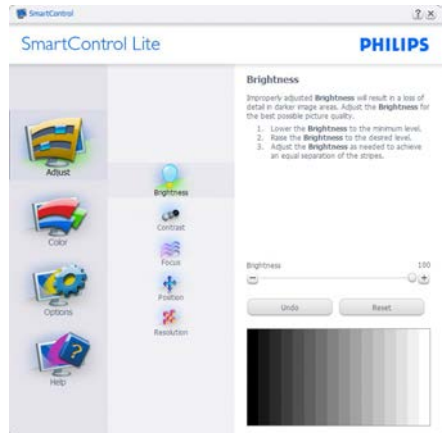 SmartControl
SmartControl Lite
PHILIPS
Adjust
Color
Options
Help
Brightness
Contrast
Focus
Position
Resolution
Brightness
Improperly adjusted Brightness will result in a loss of
detail in darker image areas. Adjust the Brightness for
the best possible picture quality.
1. Lower the Brightness to the minimum level.
2. Raise the Brightness to the desired level.
3. Adjust the Brightness as needed to achieve
an equal separation of the stripes.
Brightness 100
Undo Reset